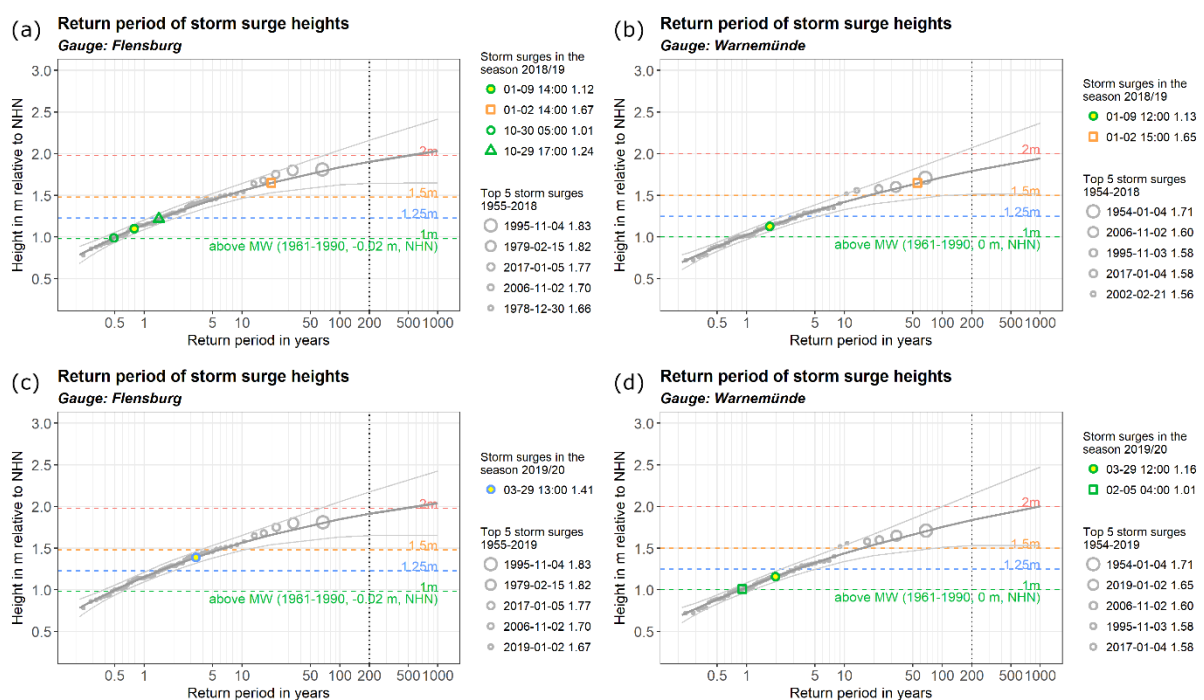 (a)
Return period of storm surge heights
Gauge: Flensburg
Height in m relative to NHN
3.0
2.5
2.0
1.5
1.0
0.5
2m
1.5m
1.25m
1m
above MW (1961-1990, -0.02 m, NHN)
0.5 1 5 10 50 100 200 500 1000
Return period in years
Storm surges in the
season 2018/19
01-09 14:00 1.12
01-02 14:00 1.67
10-30 05:00 1.01
10-29 17:00 1.24
Top 5 storm surges
1955-2018
1995-11-04 1.83
1979-02-15 1.82
2017-01-05 1.77
2006-11-02 1.70
1978-12-30 1.66
(b)
Return period of storm surge heights
Gauge: Warnemünde
Height in m relative to NHN
3.0
2.5
2.0
1.5
1.0
0.5
2m
1.5m
1.25m
1m
above MW (1961-1990, 0 m, NHN)
0.5 1 5 10 50 100 200 500 1000
Return period in years
Storm surges in the
season 2018/19
01-09 12:00 1.13
01-02 15:00 1.65
Top 5 storm surges
1954-2018
1954-01-04 1.71
2006-11-02 1.60
1995-11-03 1.58
2017-01-04 1.58
2002-02-21 1.56
(c)
Return period of storm surge heights
Gauge: Flensburg
Height in m relative to NHN
3.0
2.5
2.0
1.5
1.0
0.5
2m
1.5m
1.25m
1m
above MW (1961-1990, -0.02 m, NHN)
0.5 1 5 10 50 100 200 500 1000
Return period in years
Storm surges in the
season 2019/20
03-29 13:00 1.41
Top 5 storm surges
1955-2019
1995-11-04 1.83
1979-02-15 1.82
2017-01-05 1.77
2006-11-02 1.70
2019-01-02 1.67
(d)
Return period of storm surge heights
Gauge: Warnemünde
Height in m relative to NHN
3.0
2.5
2.0
1.5
1.0
0.5
2m
1.5m
1.25m
1m
above MW (1961-1990, 0 m, NHN)
0.5 1 5 10 50 100 200 500 1000
Return period in years
Storm surges in the
season 2019/20
03-29 12:00 1.16
02-05 04:00 1.01
Top 5 storm surges
1954-2019
1954-01-04 1.71
2019-01-02 1.65
2006-11-02 1.60
1995-11-03 1.58
2017-01-04 1.58